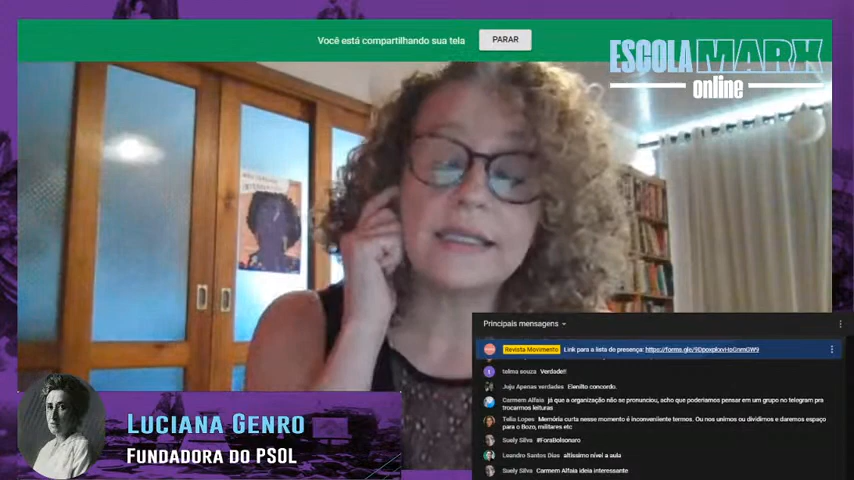 Você está compartilhando sua tela
PARAR
ESCOLA MARX
online
Principais mensagens
Revista Movimento Link para a lista de presença:
telma souza Verdade!!
Juju Apenas verdades Elenilto concordo.
Carmem Alfaia já que a organização não se pronunciou, acho que poderiamos pensar em um grupo no telegram pra
trocarmos leituras
Telia Lopes Memória curta nesse momento é inconveniente termos. Ou nos unimos ou dividimos e daremos espaço
para o Bozo, militares etc
Suely Silva #ForaBolsonaro
Leandro Santos Dias altíssimo nível a aula
Suely Silva Carmem Alfaia ideia interessante
LUCIANA GENRO
FUNDADORA DO PSOL